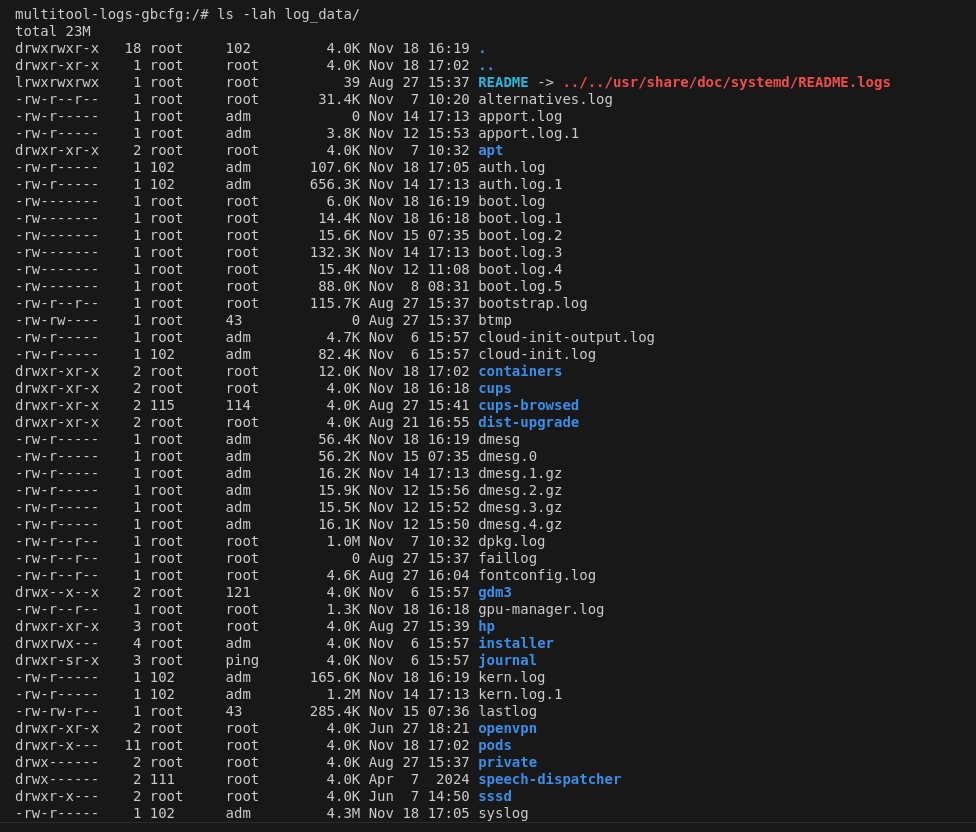 multitool-logs-gbcfg:/# ls -lah log_data/
total 23M
drwxrwxr-x   18 root     102         4.0K Nov 18 16:19 .
drwxr-xr-x    1 root     root        4.0K Nov 18 17:02 ..
lrwxrwxrwx    1 root     root          39 Aug 27 15:37 README -> ../../usr/share/doc/systemd/README.logs
-rw-r--r--    1 root     root       31.4K Nov  7 10:20 alternatives.log
-rw-r-----    1 root     adm            0 Nov 14 17:13 apport.log
-rw-r-----    1 root     adm         3.8K Nov 12 15:53 apport.log.1
drwxr-xr-x    2 root     root        4.0K Nov  7 10:32 apt
-rw-r-----    1 102      adm       107.6K Nov 18 17:05 auth.log
-rw-r-----    1 102      adm       656.3K Nov 14 17:13 auth.log.1
-rw-------    1 root     root        6.0K Nov 18 16:19 boot.log
-rw-------    1 root     root       14.4K Nov 18 16:18 boot.log.1
-rw-------    1 root     root       15.6K Nov 15 07:35 boot.log.2
-rw-------    1 root     root      132.3K Nov 14 17:13 boot.log.3
-rw-------    1 root     root       15.4K Nov 12 11:08 boot.log.4
-rw-------    1 root     root       88.0K Nov  8 08:31 boot.log.5
-rw-r--r--    1 root     root      115.7K Aug 27 15:37 bootstrap.log
-rw-rw----    1 root     43             0 Aug 27 15:37 btmp
-rw-r-----    1 root     adm         4.7K Nov  6 15:57 cloud-init-output.log
-rw-r-----    1 102      adm        82.4K Nov  6 15:57 cloud-init.log
drwxr-xr-x    2 root     root       12.0K Nov 18 17:02 containers
drwxr-xr-x    2 root     root        4.0K Nov 18 16:18 cups
drwxr-xr-x    2 115      114         4.0K Aug 27 15:41 cups-browsed
drwxr-xr-x    2 root     root        4.0K Aug 21 16:55 dist-upgrade
-rw-r-----    1 root     adm        56.4K Nov 18 16:19 dmesg
-rw-r-----    1 root     adm        56.2K Nov 15 07:35 dmesg.0
-rw-r-----    1 root     adm        16.2K Nov 14 17:13 dmesg.1.gz
-rw-r-----    1 root     adm        15.9K Nov 12 15:56 dmesg.2.gz
-rw-r-----    1 root     adm        15.5K Nov 12 15:52 dmesg.3.gz
-rw-r-----    1 root     adm        16.1K Nov 12 15:50 dmesg.4.gz
-rw-r--r--    1 root     root        1.0M Nov  7 10:32 dpkg.log
-rw-r--r--    1 root     root           0 Aug 27 15:37 faillog
-rw-r--r--    1 root     root        4.6K Aug 27 16:04 fontconfig.log
drwx--x--x    2 root     121         4.0K Nov  6 15:57 gdm3
-rw-r--r--    1 root     root        1.3K Nov 18 16:18 gpu-manager.log
drwxr-xr-x    3 root     root        4.0K Aug 27 15:39 hp
drwxrwx---    4 root     adm         4.0K Nov  6 15:57 installer
drwxr-sr-x    3 root     ping        4.0K Nov  6 15:57 journal
-rw-r-----    1 102      adm       165.6K Nov 18 16:19 kern.log
-rw-r-----    1 102      adm         1.2M Nov 14 17:13 kern.log.1
-rw-rw-r--    1 root     43        285.4K Nov 15 07:36 lastlog
drwxr-xr-x    2 root     root        4.0K Jun 27 18:21 openvpn
drwxr-x---   11 root     root        4.0K Nov 18 17:02 pods
drwx------    2 root     root        4.0K Aug 27 15:37 private
drwx------    2 111      root        4.0K Apr  7  2024 speech-dispatcher
drwxr-x---    2 root     root        4.0K Jun  7 14:50 sssd
-rw-r-----    1 102      adm         4.3M Nov 18 17:05 syslog